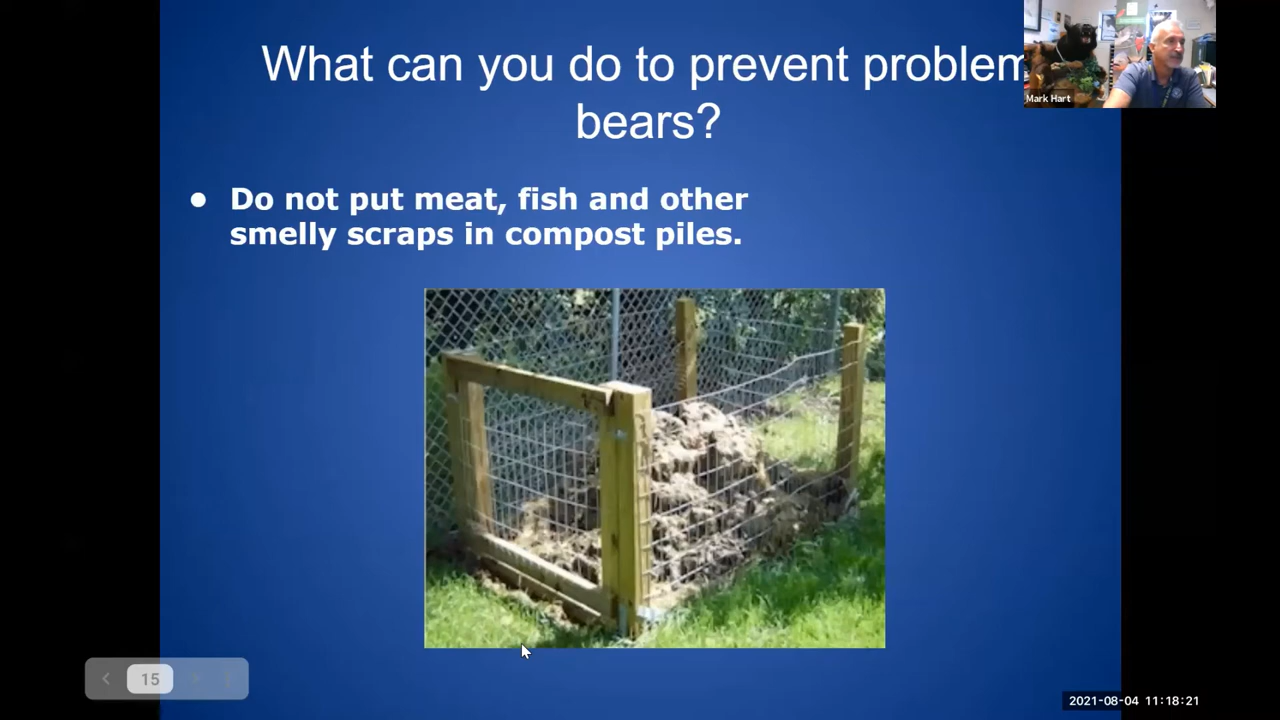 What can you do to prevent problem
bears?
Mark Hart
● Do not put meat, fish and other
smelly scraps in compost piles.
15
2021-08-04 11:18:21